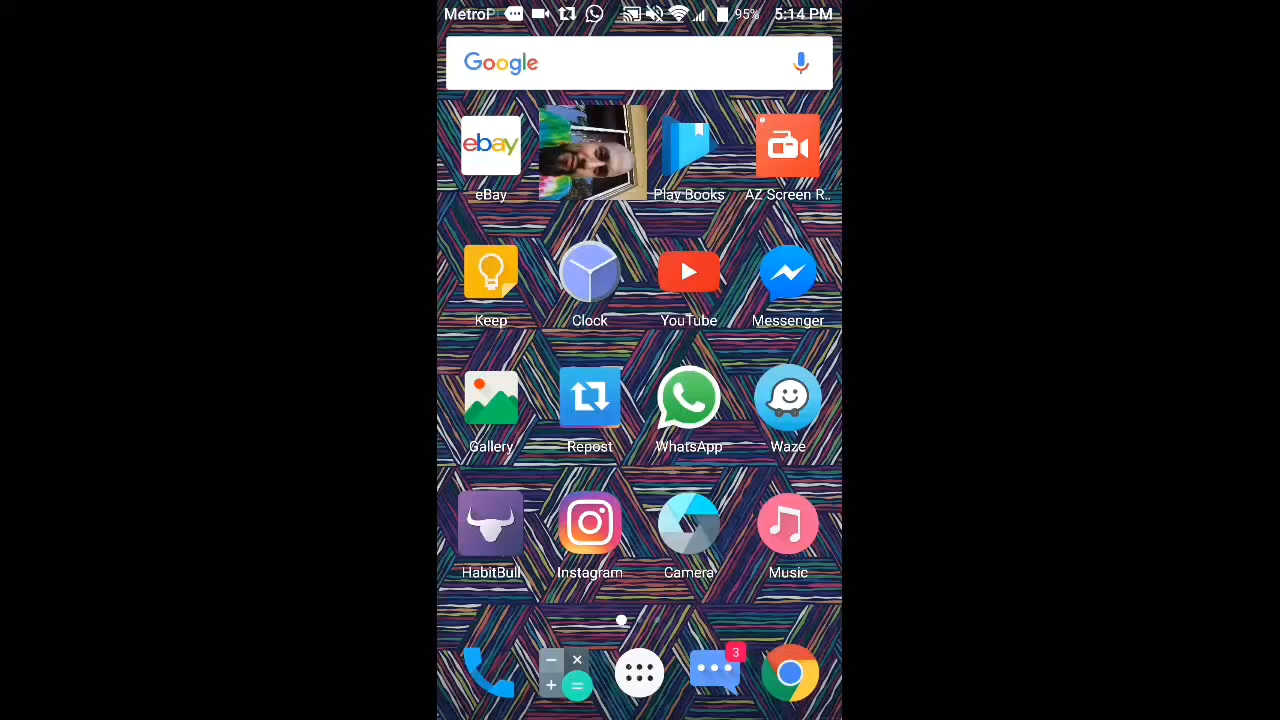 MetroP 95% 5:14 PM
Google
ebay
eBay Play Books AZ Screen R..
Keep Clock YouTube Messenger
Gallery Repost WhatsApp Waze
HabitBull Instagram Camera Music
3